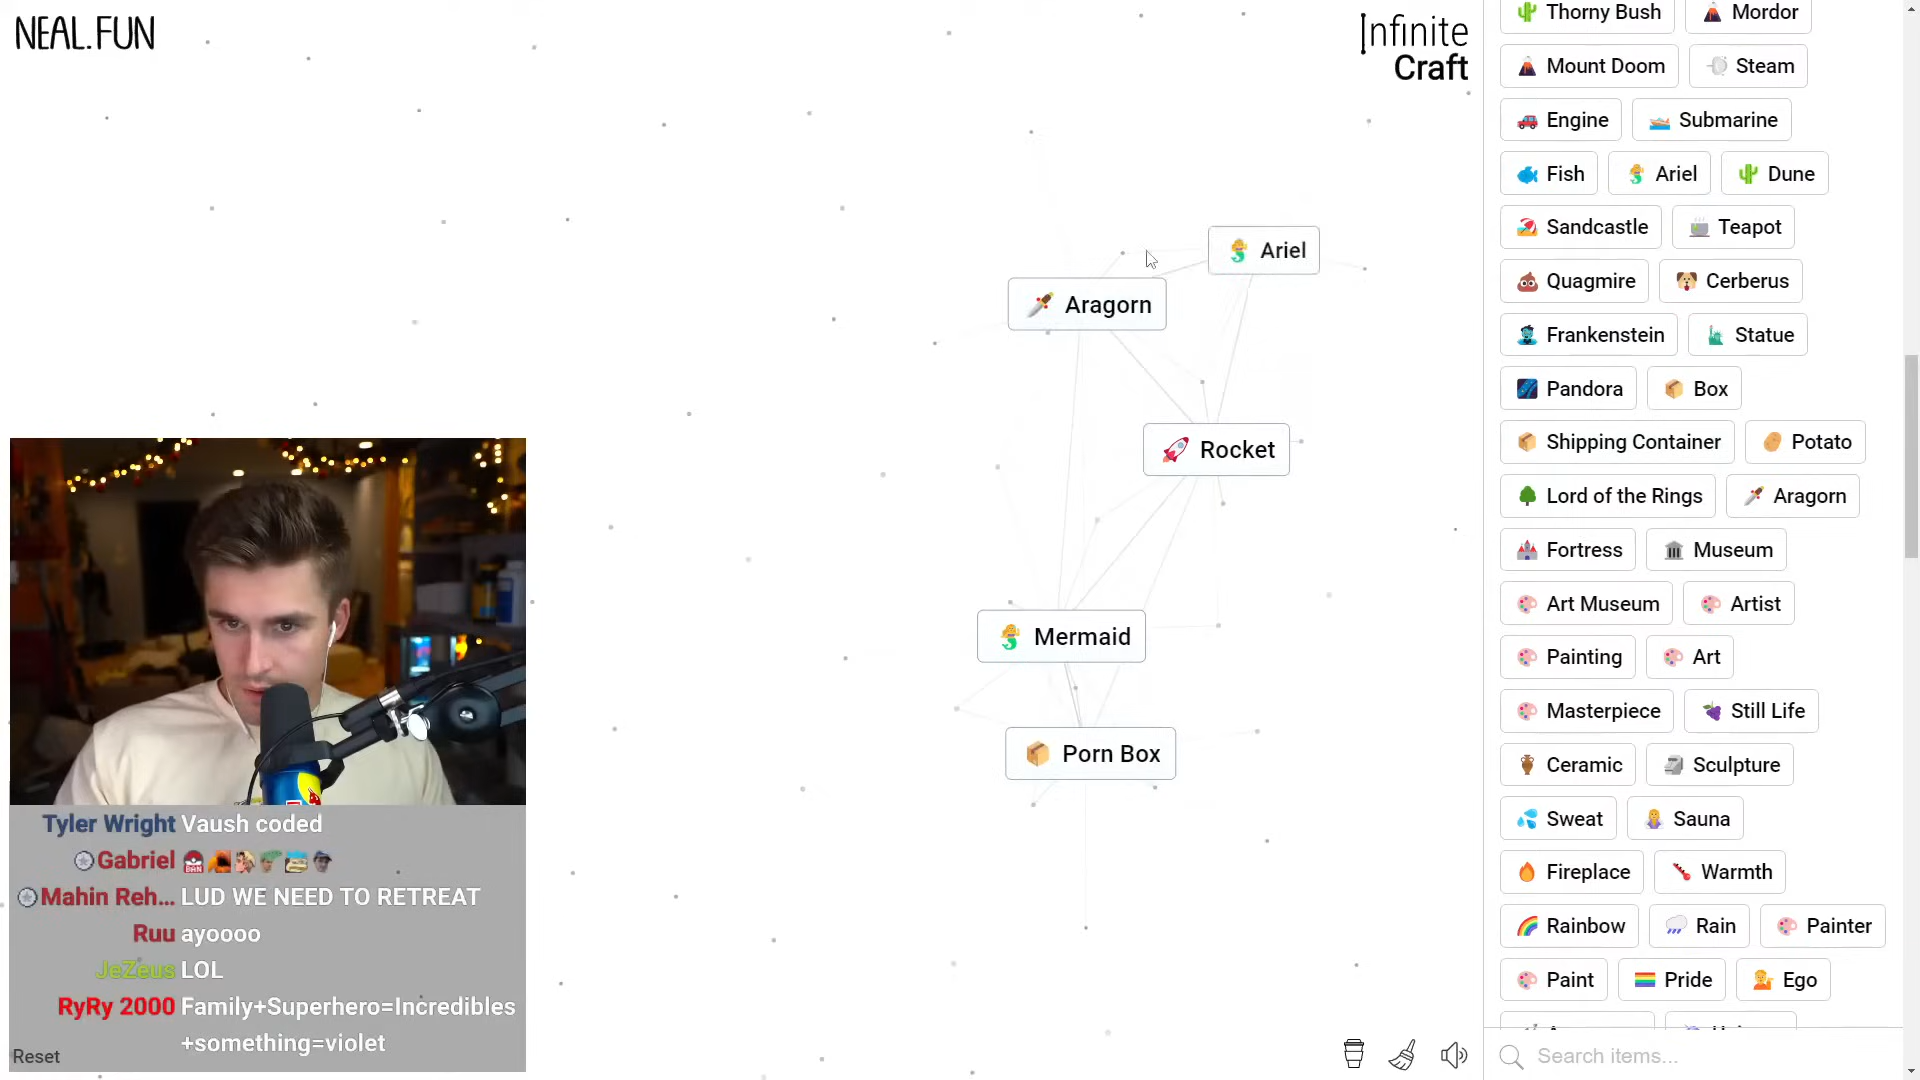 NEAL.FUN
Infinite
Craft
Ariel
Aragorn
Rocket
Mermaid
Porn Box
Thorny Bush Mordor
Mount Doom Steam
Engine Submarine
Fish Ariel Dune
Sandcastle Teapot
Quagmire Cerberus
Frankenstein Statue
Pandora Box
Shipping Container Potato
Lord of the Rings Aragorn
Fortress Museum
Art Museum Artist
Painting Art
Masterpiece Still Life
Ceramic Sculpture
Sweat Sauna
Fireplace Warmth
Rainbow Rain Painter
Paint Pride Ego
Search items...
Tyler Wright Vaush coded
Gabriel
Mahin Reh... LUD WE NEED TO RETREAT
Ruu ayoooo
JeZeus LOL
RyRy 2000 Family+Superhero=Incredibles
+something=violet
Reset